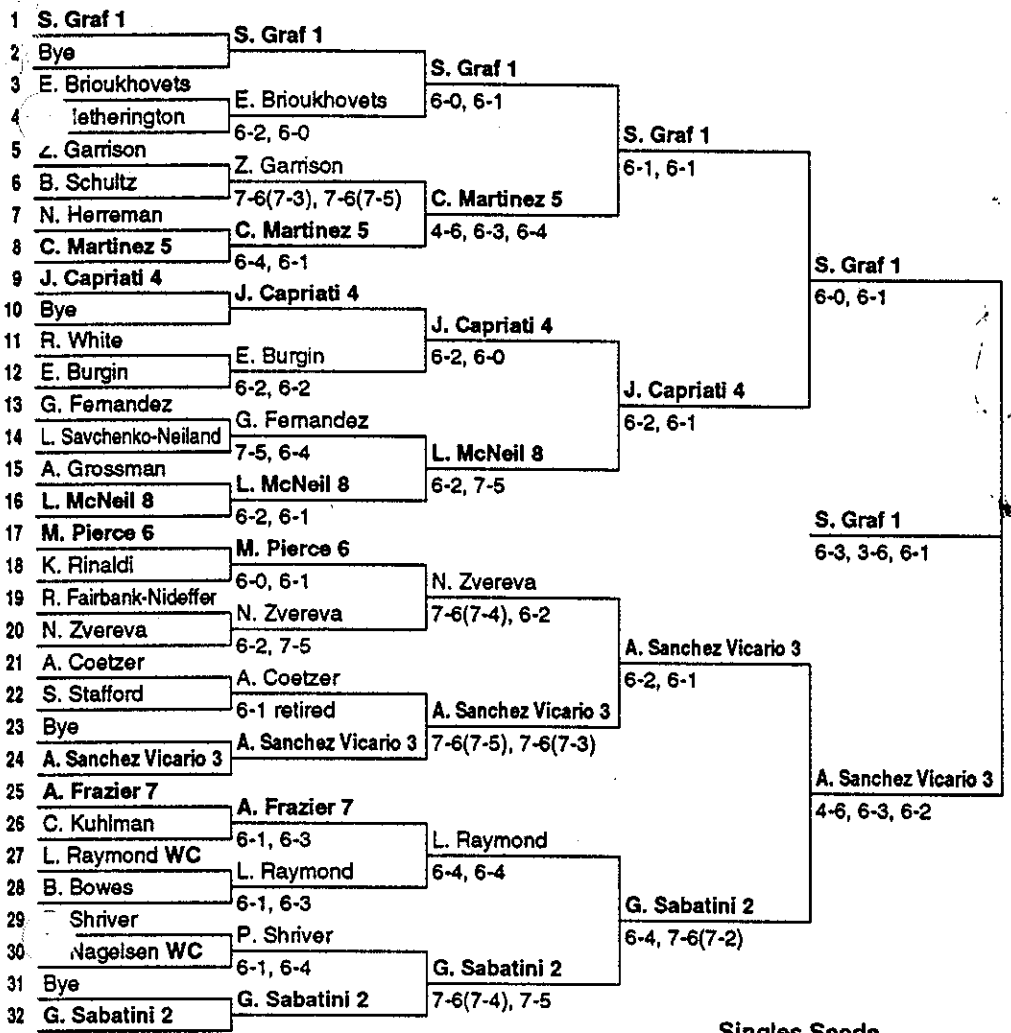 1 S. Graf 1
2 Bye
3 E. Brioukhovets
4 letherington
5 Z. Garrison
6 B. Schultz
7 N. Herreman
8 C. Martinez 5
9 J. Capriati 4
10 Bye
11 R. White
12 E. Burgin
13 G. Fernandez
14 L. Savchenko-Neiland
15 A. Grossman
16 L. McNeil 8
17 M. Pierce 6
18 K. Rinaldi
19 R. Fairbank-Nideffer
20 N. Zvereva
21 A. Coetzer
22 S. Stafford
23 Bye
24 A. Sanchez Vicario 3
25 A. Frazier 7
26 C. Kuhlman
27 L. Raymond WC
28 B. Bowes
29 Shriver
30 Nagelsen WC
31 Bye
32 G. Sabatini 2
S. Graf 1
E. Brioukhovets
6-2, 6-0
Z. Garrison
7-6(7-3), 7-6(7-5)
C. Martinez 5
6-4, 6-1
J. Capriati 4
E. Burgin
6-2, 6-2
G. Fernandez
7-5, 6-4
L. McNeil 8
6-2, 6-1
M. Pierce 6
6-0, 6-1
N. Zvereva
6-2, 7-5
A. Coetzer
6-1 retired
A. Sanchez Vicario 3
A. Frazier 7
6-1, 6-3
L. Raymond
6-1, 6-3
P. Shriver
6-1, 6-4
G. Sabatini 2
S. Graf 1
6-0, 6-1
C. Martinez 5
4-6, 6-3, 6-4
J. Capriati 4
6-2, 6-0
L. McNeil 8
6-2, 7-5
N. Zvereva
7-6(7-4), 6-2
A. Sanchez Vicario 3
7-6(7-5), 7-6(7-3)
L. Raymond
6-4, 6-4
G. Sabatini 2
7-6(7-4), 7-5
S. Graf 1
6-1, 6-1
J. Capriati 4
6-2, 6-1
A. Sanchez Vicario 3
6-2, 6-1
G. Sabatini 2
6-4, 7-6(7-2)
S. Graf 1
6-0, 6-1
A. Sanchez Vicario 3
4-6, 6-3, 6-2
S. Graf 1
6-3, 3-6, 6-1
Singles Seeds